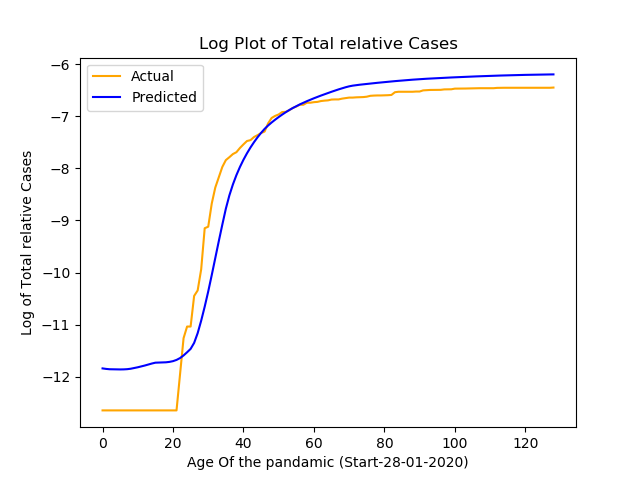 Log Plot of Total relative Cases
Actual
Predicted
Log of Total relative Cases
−6
−7
−8
−9
−10
−11
−12
0
20
40
60
80
100
120
Age Of the pandamic (Start-28-01-2020)